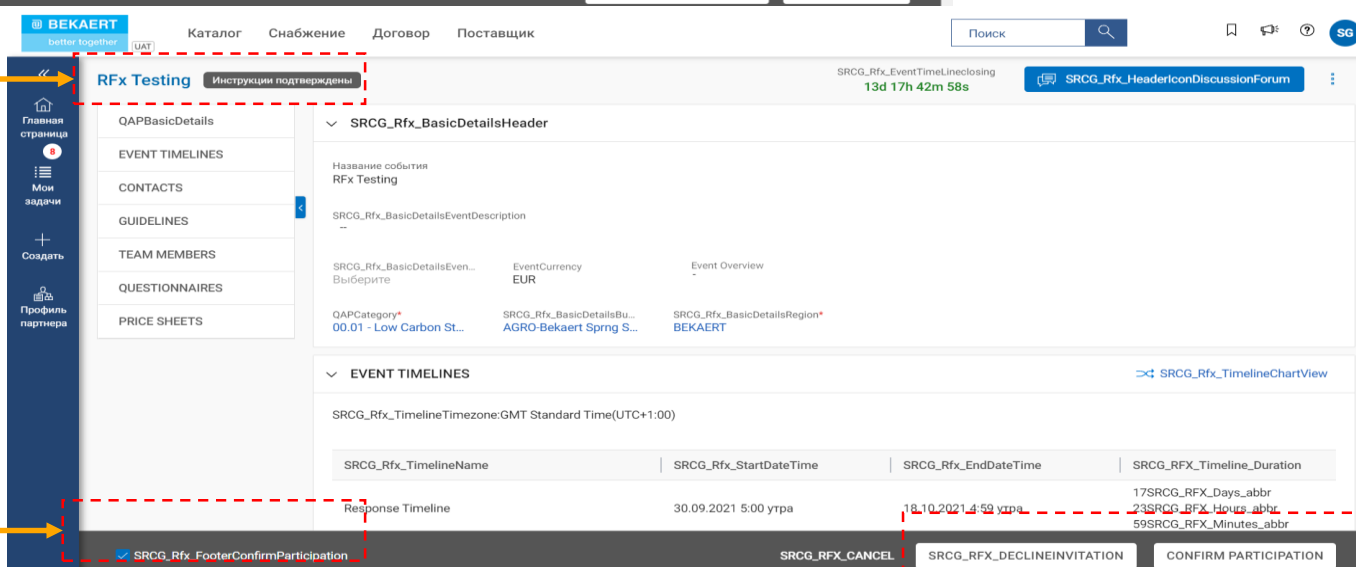 BEKAERT
better together
UAT
Каталог Снабжение Договор Поставщик
Поиск
SG
RFx Testing
Инструкции подтверждены
SRCG_Rfx_EventTimeLineclosing
13d 17h 42m 58s
SRCG_Rfx_HeaderIconDiscussionForum
Главная
страница
8
Мои
задачи
Создать
Профиль
партнера
QAPBasicDetails
EVENT TIMELINES
CONTACTS
GUIDELINES
TEAM MEMBERS
QUESTIONNAIRES
PRICE SHEETS
SRCG_Rfx_BasicDetailsHeader
Название события
RFx Testing
SRCG_Rfx_BasicDetailsEventDescription
--
SRCG_Rfx_BasicDetailsEven... EventCurrency Event Overview
Выберите EUR -
QAPCategory* SRCG_Rfx_BasicDetailsBu... SRCG_Rfx_BasicDetailsRegion*
00.01 - Low Carbon St... AGRO-Bekaert Sprng S... BEKAERT
EVENT TIMELINES
SRCG_Rfx_TimelineChartView
SRCG_Rfx_TimelineTimezone:GMT Standard Time(UTC+1:00)
SRCG_Rfx_TimelineName SRCG_Rfx_StartDateTime SRCG_Rfx_EndDateTime SRCG_RFX_Timeline_Duration
Response Timeline 30.09.2021 5:00 утра 18.10.2021 4:59 утра
17SRCG_RFX_Days_abbr
23SRCG_RFX_Hours_abbr
59SRCG_RFX_Minutes_abbr
SRCG_Rfx_FooterConfirmParticipation
SRCG_RFX_CANCEL
SRCG_RFX_DECLINEINVITATION
CONFIRM PARTICIPATION